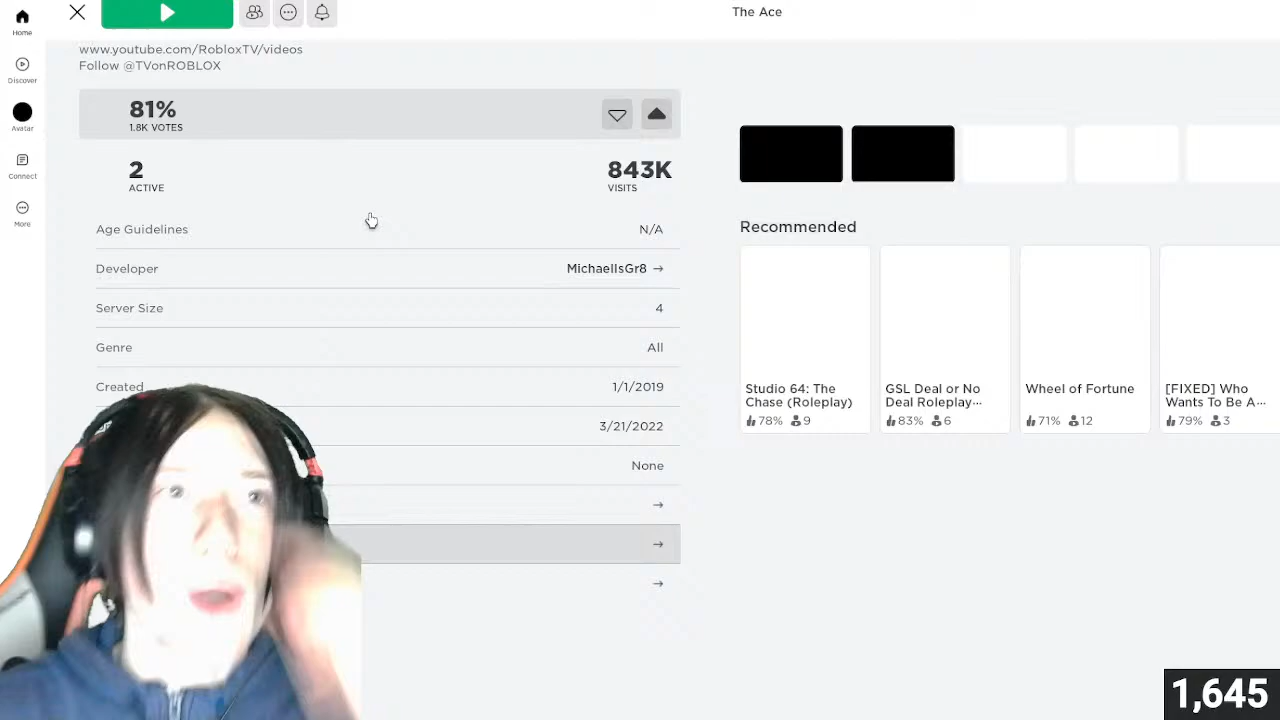 The Ace
Home
Discover
Avatar
Connect
More
www.youtube.com/RobloxTV/videos
Follow @TVonROBLOX
81%
1.8K VOTES
2
ACTIVE
843K
VISITS
Age Guidelines
N/A
Developer
MichaelIsGr8 →
Server Size
4
Genre
All
Created
1/1/2019
3/21/2022
None
Recommended
Studio 64: The
Chase (Roleplay)
78% 9
GSL Deal or No
Deal Roleplay...
83% 6
Wheel of Fortune
71% 12
[FIXED] Who
Wants To Be A...
79% 3
1,645